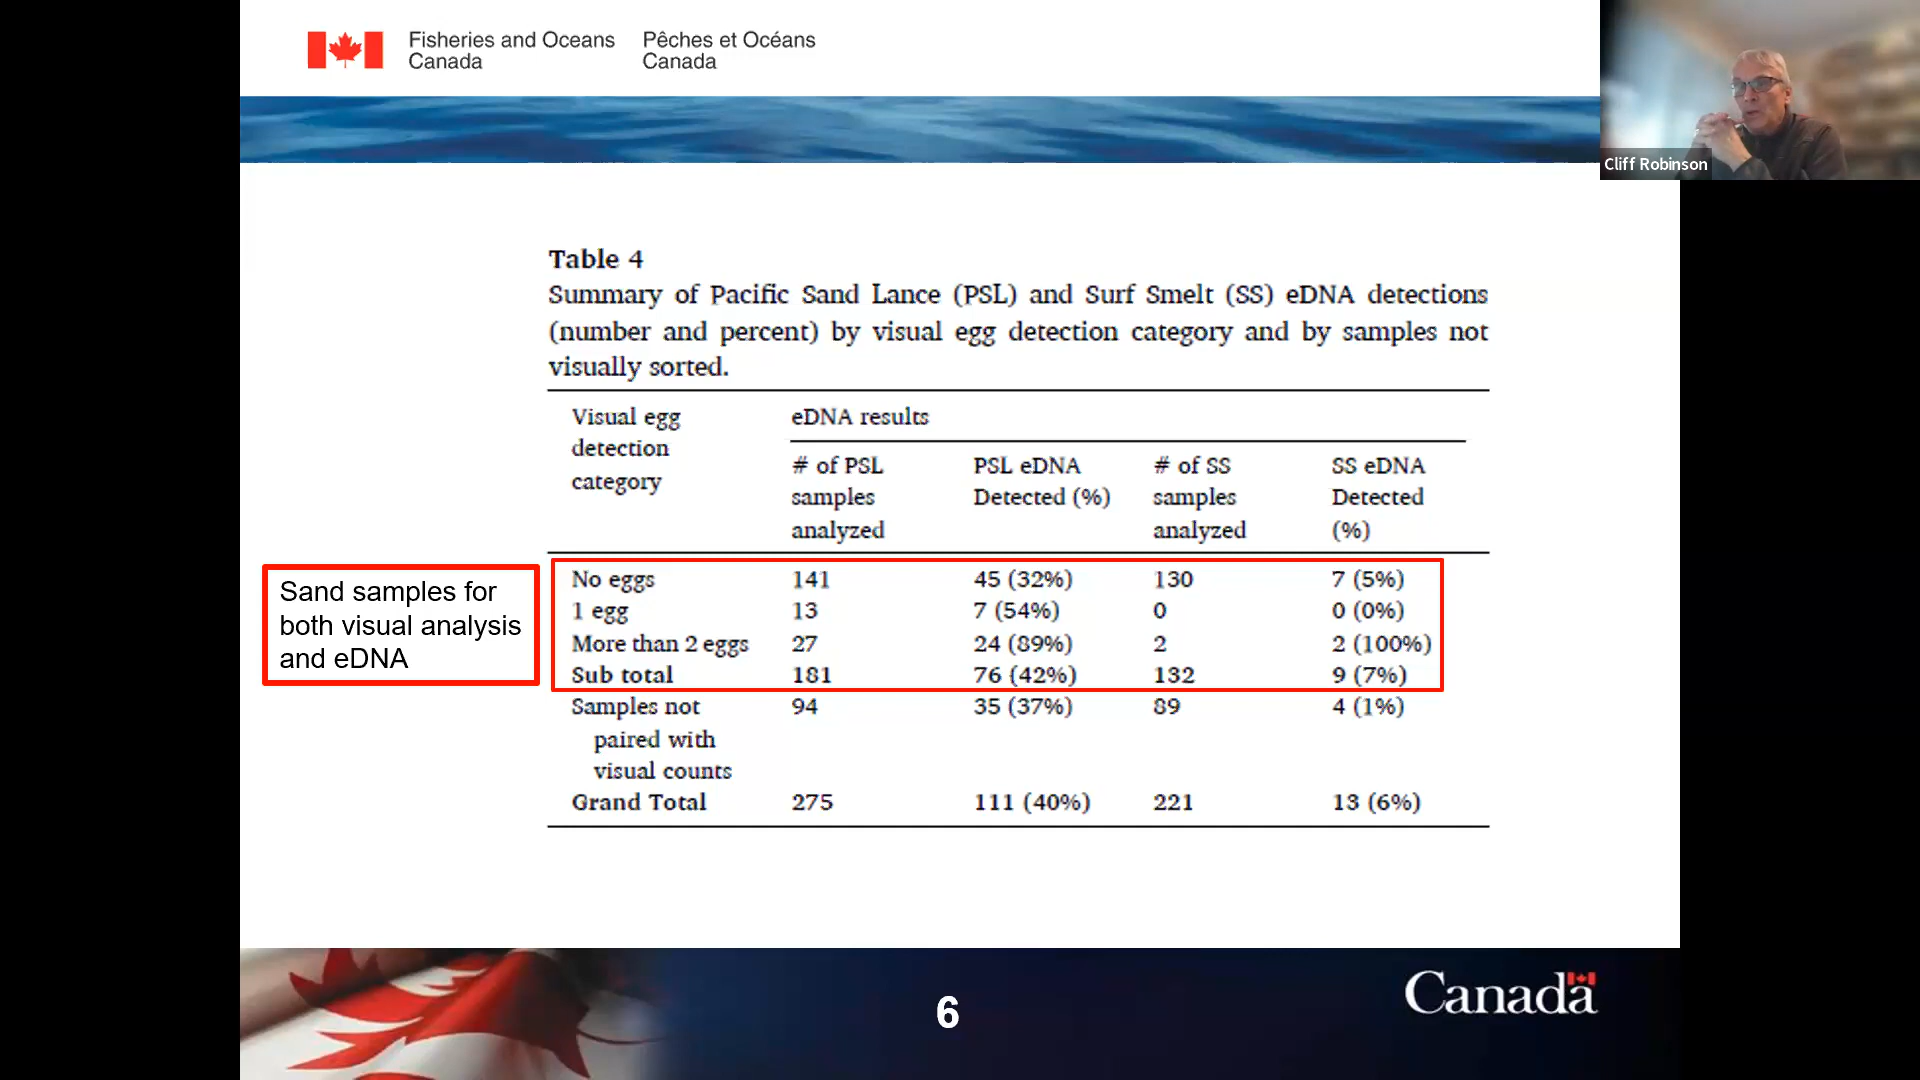 Fisheries and Oceans Canada
Pêches et Océans Canada
Cliff Robinson
Table 4
Summary of Pacific Sand Lance (PSL) and Surf Smelt (SS) eDNA detections
(number and percent) by visual egg detection category and by samples not
visually sorted.
Visual egg detection category
eDNA results
# of PSL samples analyzed
PSL eDNA Detected (%)
# of SS samples analyzed
SS eDNA Detected (%)
Sand samples for
both visual analysis
and eDNA
No eggs 141 45 (32%) 130 7 (5%)
1 egg 13 7 (54%) 0 0 (0%)
More than 2 eggs 27 24 (89%) 2 2 (100%)
Sub total 181 76 (42%) 132 9 (7%)
Samples not paired with visual counts 94 35 (37%) 89 4 (1%)
Grand Total 275 111 (40%) 221 13 (6%)
6
Canada